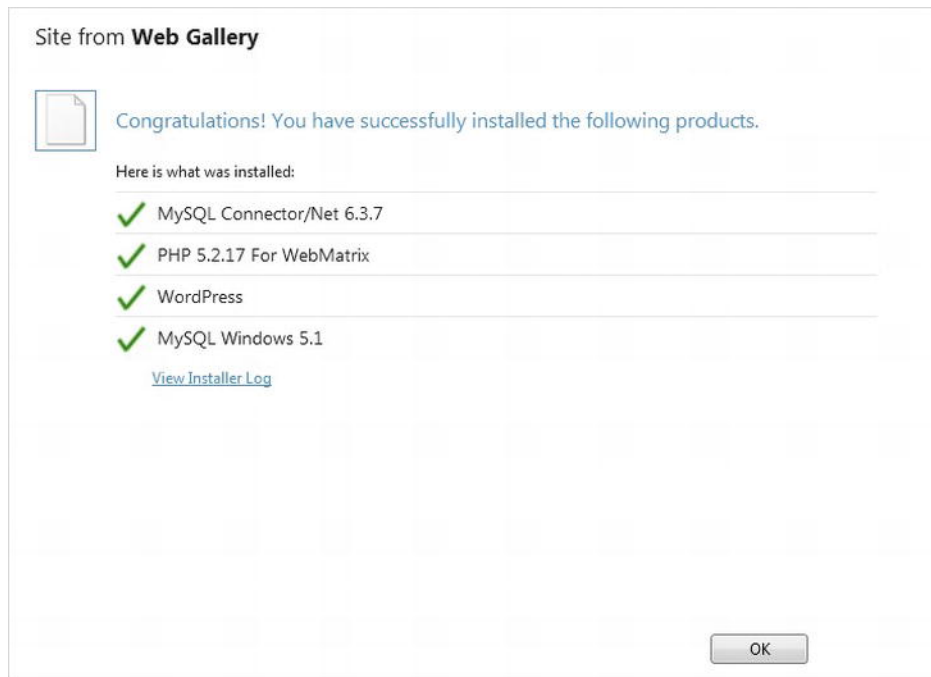 Site from Web Gallery
Congratulations! You have successfully installed the following products.
Here is what was installed:
MySQL Connector/Net 6.3.7
PHP 5.2.17 For WebMatrix
WordPress
MySQL Windows 5.1
View Installer Log
OK